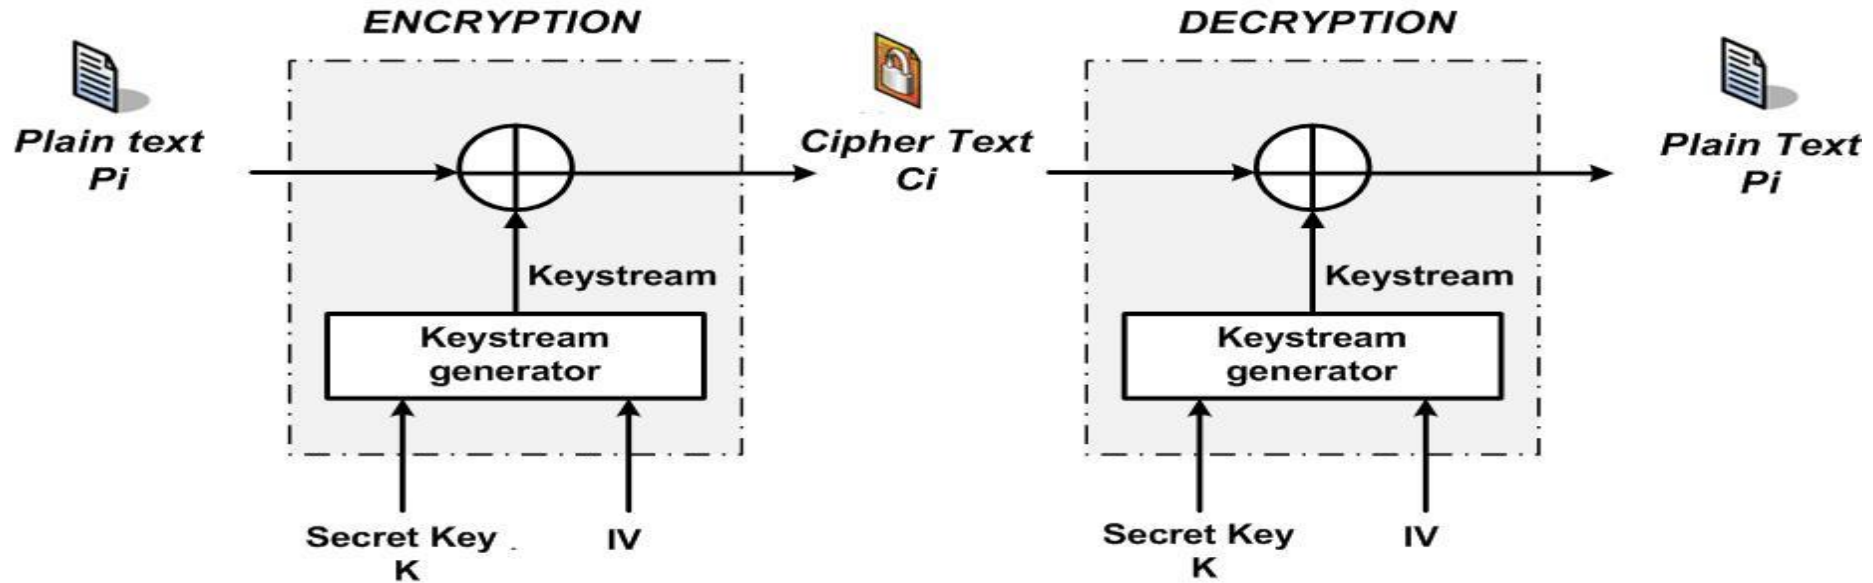 ENCRYPTION
DECRYPTION
Plain text
Pi
Cipher Text
Ci
Plain Text
Pi
Keystream
Keystream
Keystream
generator
Keystream
generator
Secret Key
K
IV
Secret Key
K
IV